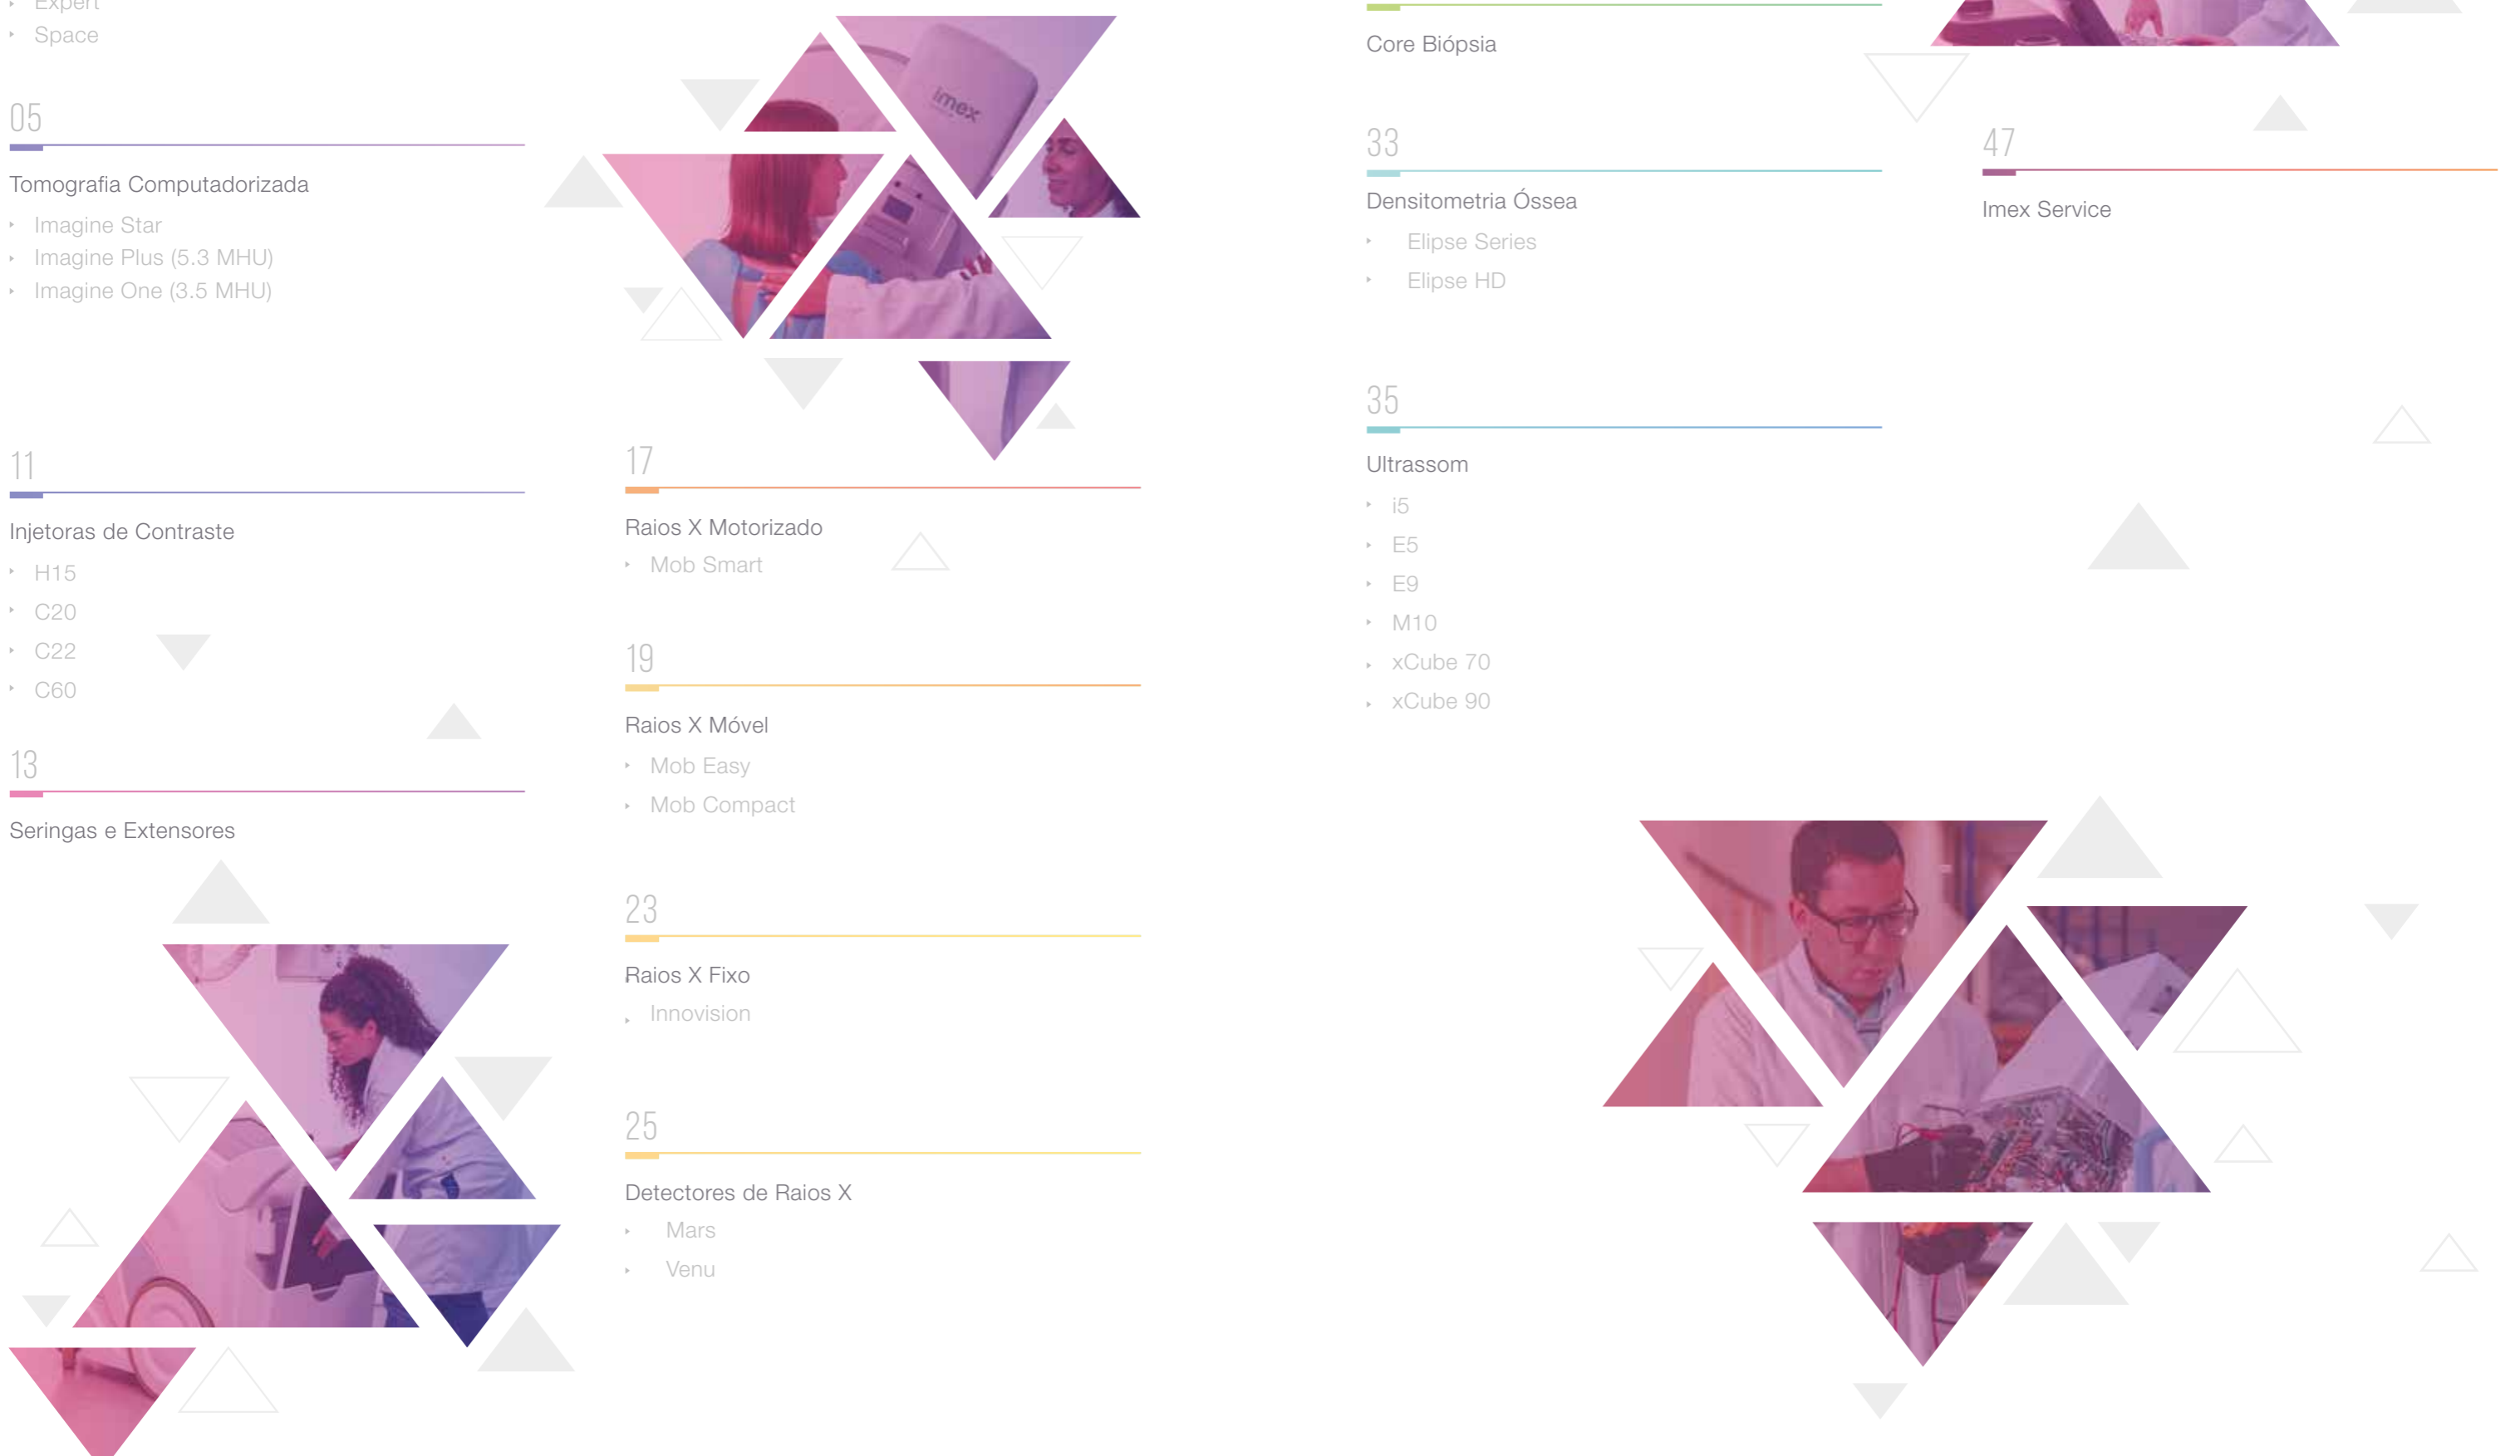 Expert
Space
05
Tomografia Computadorizada
Imagine Star
Imagine Plus (5.3 MHU)
Imagine One (3.5 MHU)
11
Injetoras de Contraste
H15
C20
C22
C60
13
Seringas e Extensores
imex
17
Raios X Motorizado
Mob Smart
19
Raios X Móvel
Mob Easy
Mob Compact
23
Raios X Fixo
Innovision
25
Detectores de Raios X
Mars
Venu
Core Biópsia
33
Densitometria Óssea
Elipse Series
Elipse HD
35
Ultrassom
i5
E5
E9
M10
xCube 70
xCube 90
47
Imex Service